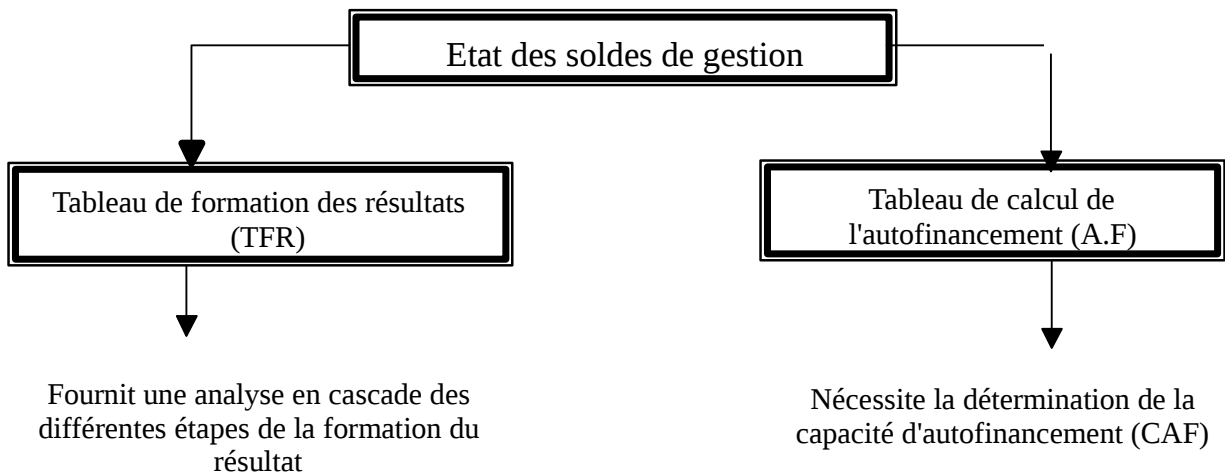 Etat des soldes de gestion
Tableau de formation des résultats
(TFR)
Tableau de calcul de
l'autofinancement (A.F)
Fournit une analyse en cascade des
différentes étapes de la formation du
résultat
Nécessite la détermination de la
capacité d'autofinancement (CAF)